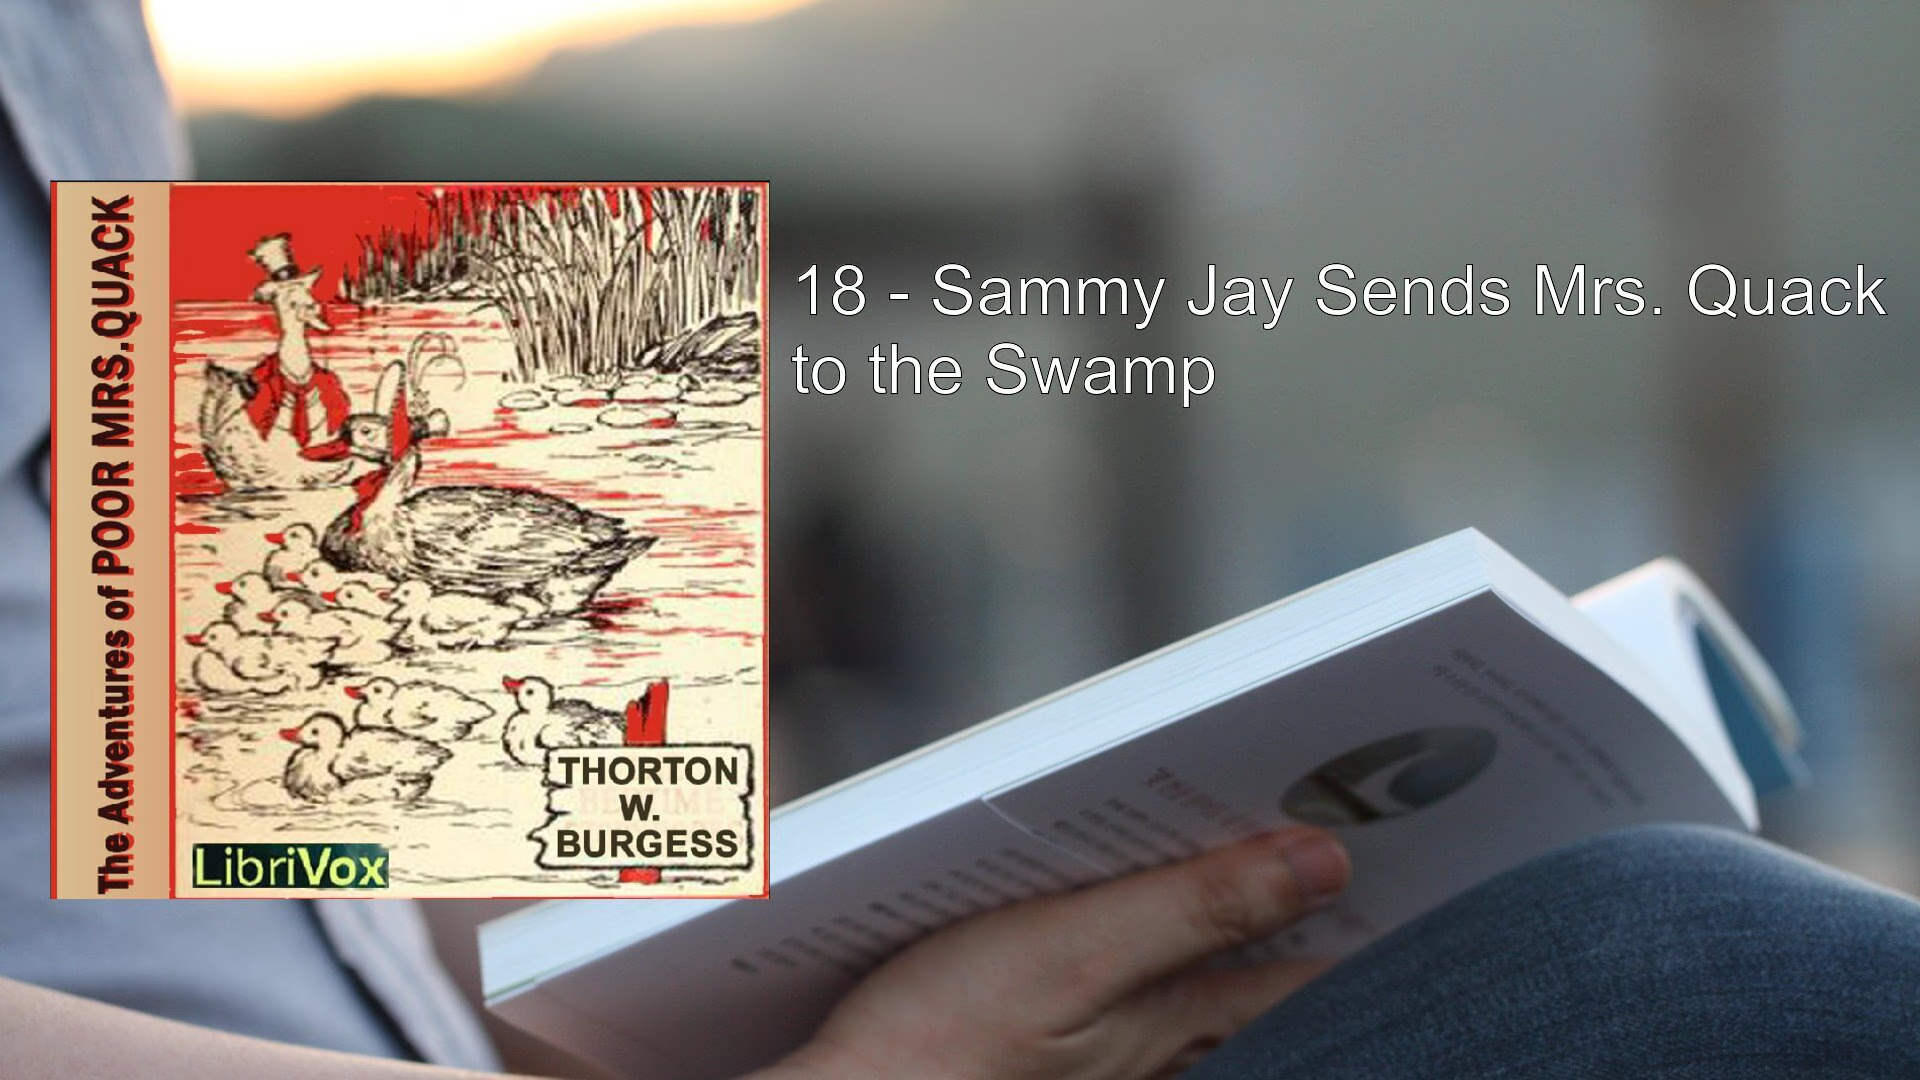 The Adventures of POOR MRS.QUACK
18 - Sammy Jay Sends Mrs. Quack
to the Swamp
THORTON
W.
BURGESS
LibriVox